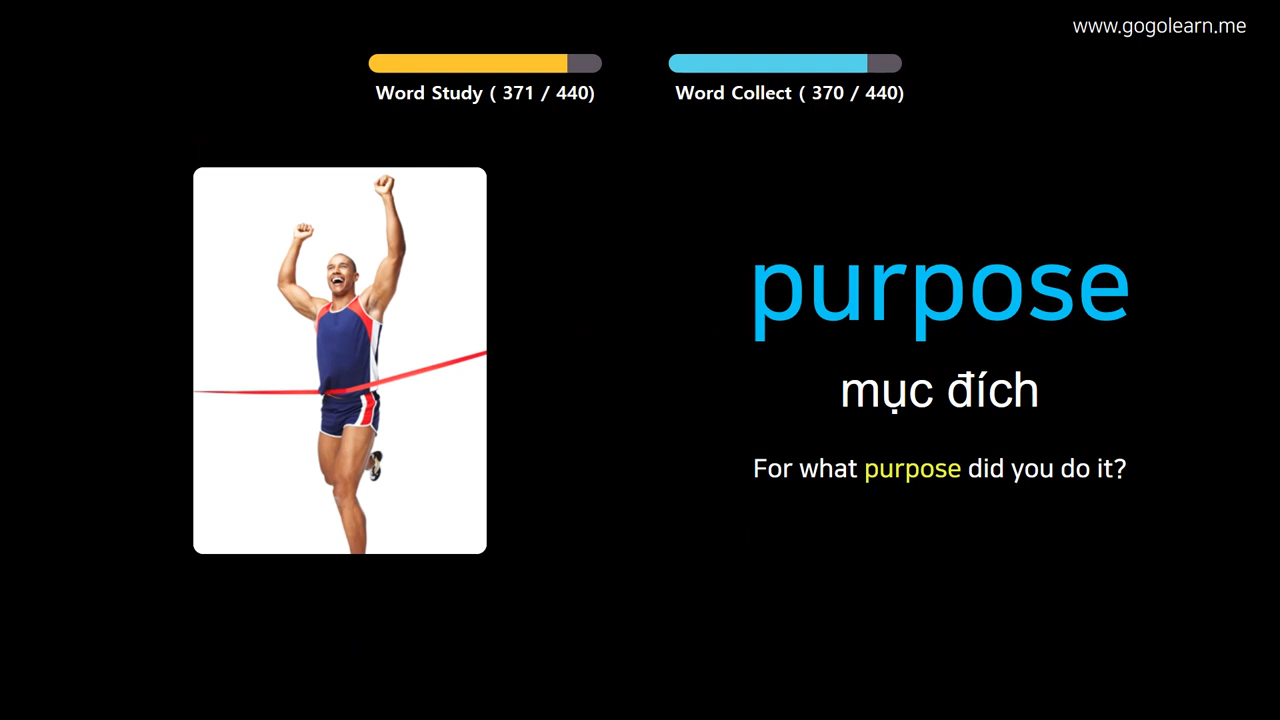 www.gogolearn.me
Word Study ( 371 / 440)
Word Collect ( 370 / 440)
purpose
mục đích
For what purpose did you do it?